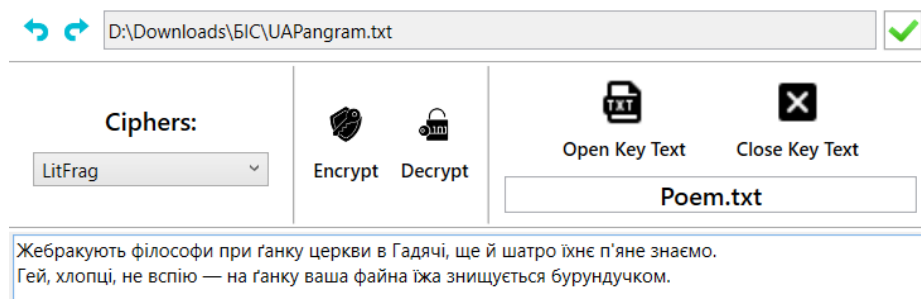 D:\Downloads\БІС\UAPangram.txt
Ciphers:
LitFrag
Encrypt
Decrypt
TXT
Open Key Text
Close Key Text
Poem.txt
Жебракують філософи при ґанку церкви в Гадячі, ще й шатро їхнє п'яне знаємо.
Гей, хлопці, не вспію — на ґанку ваша файна їжа знищується бурундучком.